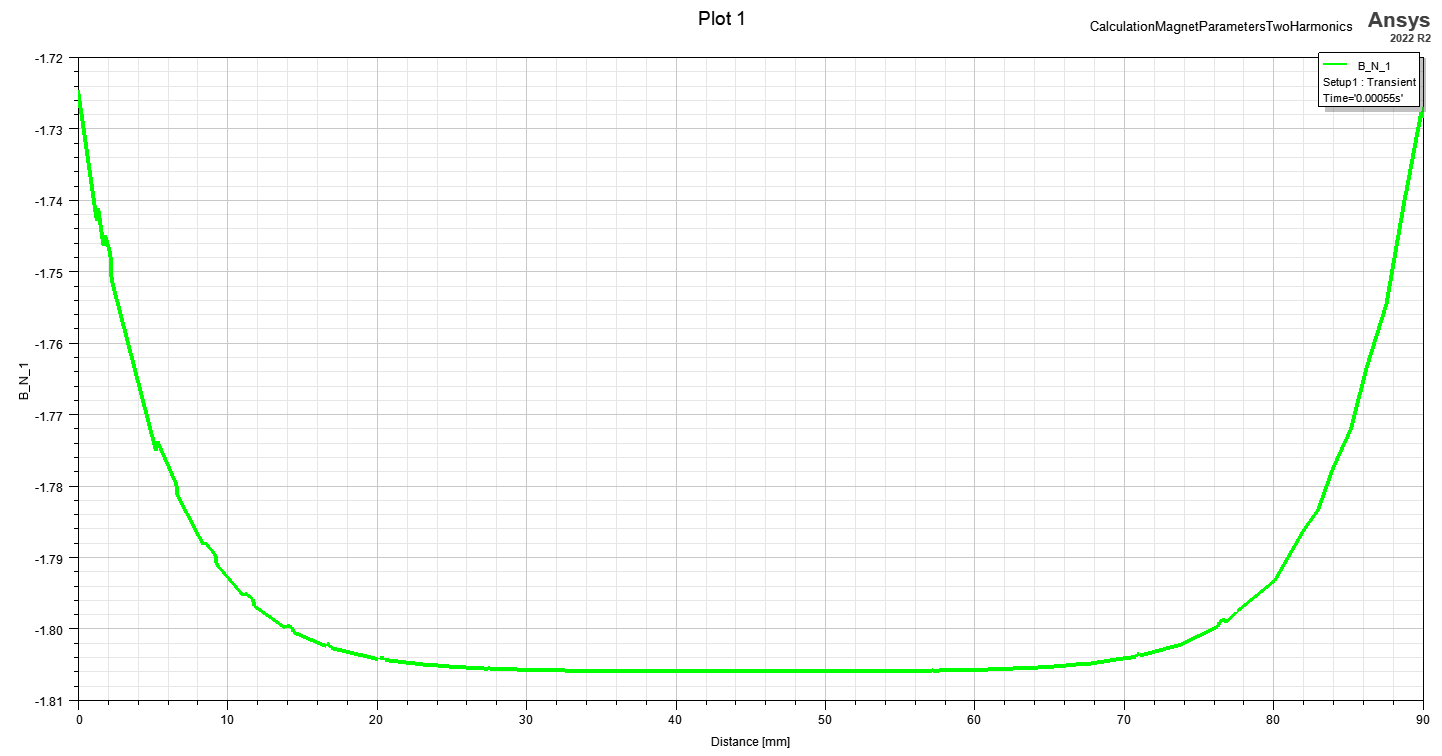 Plot 1
CalculationMagnetParametersTwoHarmonics
Ansys
2022 R2
B_N_1
Setup1 : Transient
Time='0.00055s'
-1.72
-1.73
-1.74
-1.75
-1.76
-1.77
-1.78
-1.79
-1.80
-1.81
B_N_1
0 10 20 30 40 50 60 70 80 90
Distance [mm]